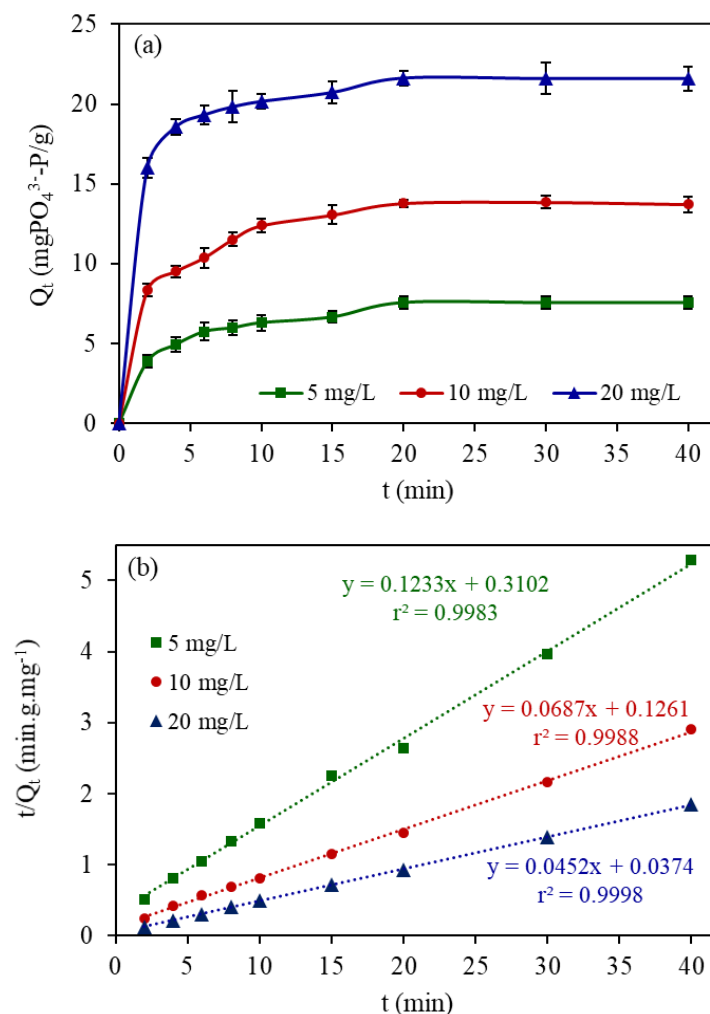 (a)
25
20
15
10
5
0
Qₜ (mgPO₄³⁻-P/g)
5 mg/L 10 mg/L 20 mg/L
0 5 10 15 20 25 30 35 40
t (min)
(b)
5
4
3
2
1
0
t/Qₜ (min.g.mg⁻¹)
y = 0.1233x + 0.3102
r² = 0.9983
5 mg/L
10 mg/L
20 mg/L
y = 0.0687x + 0.1261
r² = 0.9988
y = 0.0452x + 0.0374
r² = 0.9998
0 5 10 15 20 25 30 35 40
t (min)